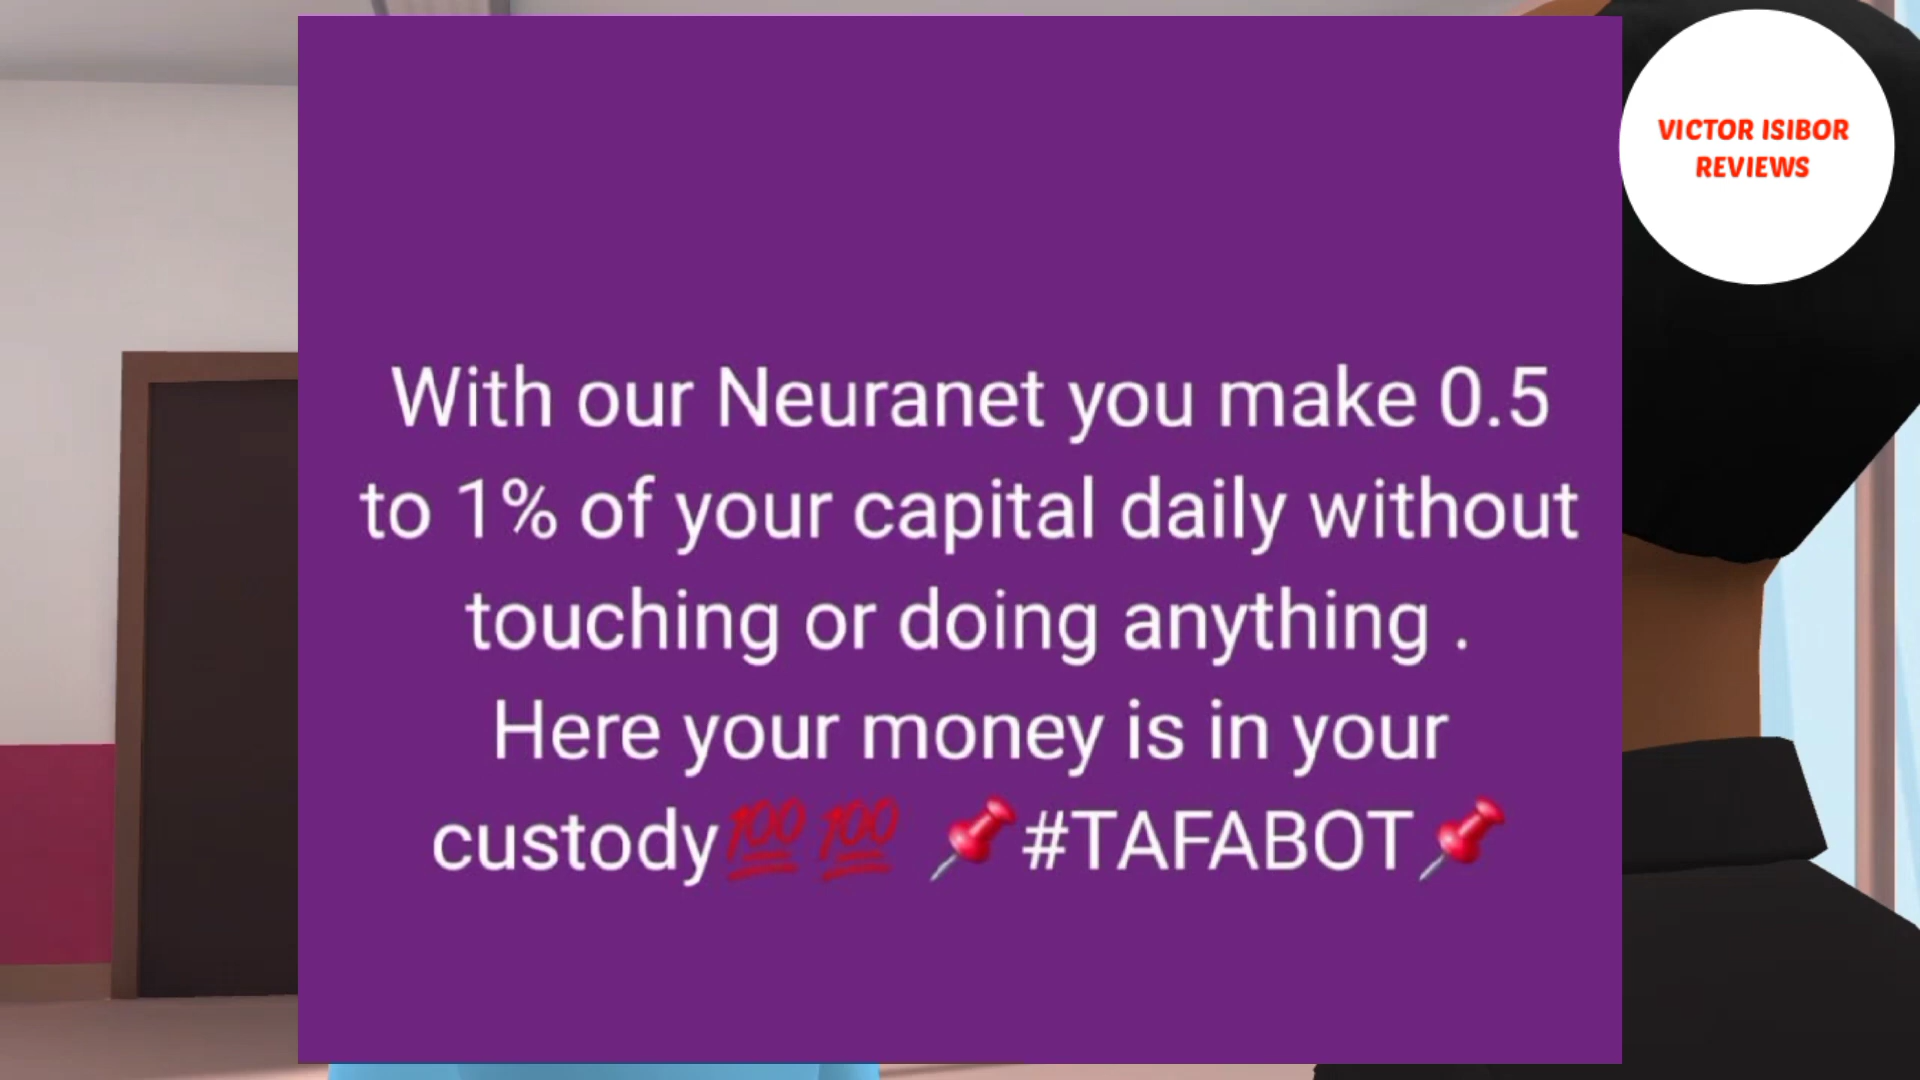 VICTOR ISIBOR
REVIEWS
With our Neuranet you make 0.5
to 1% of your capital daily without
touching or doing anything .
Here your money is in your
custody💯💯 📌#TAFABOT📌